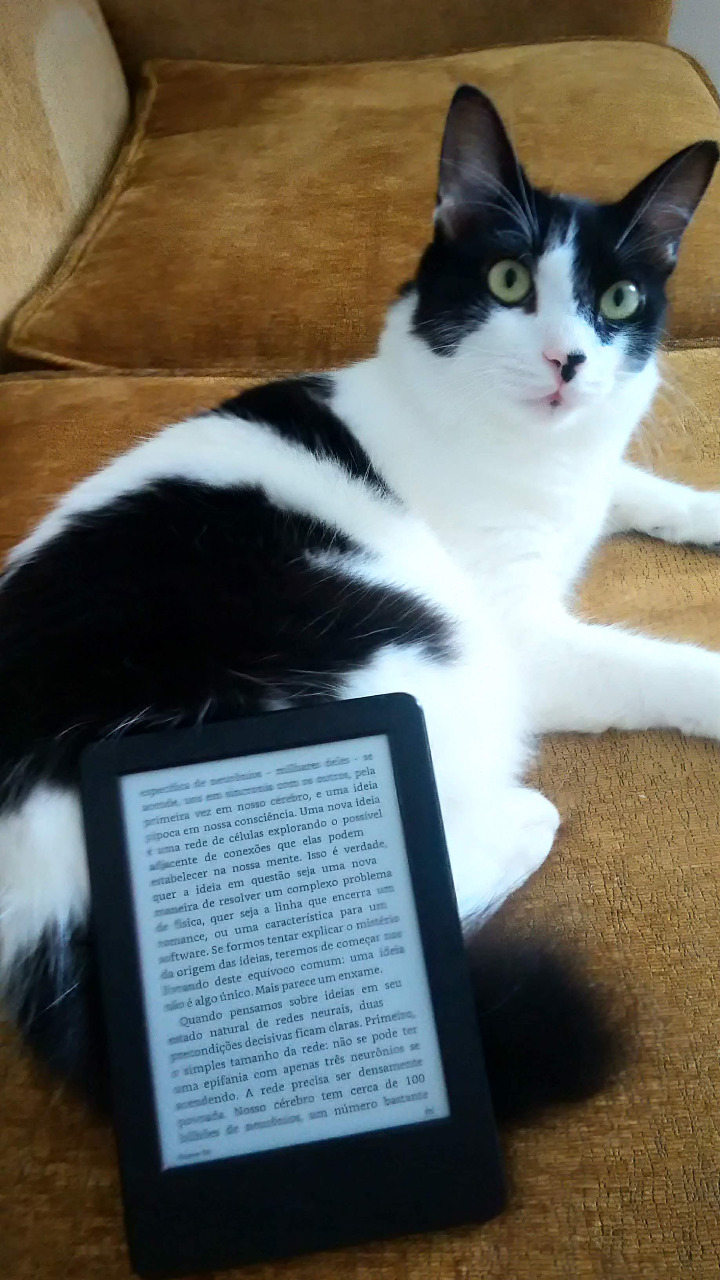 específica de neurônios – milhares deles - se
acende, uns em sincronia com os outros, pela
primeira vez em nosso cérebro, e uma ideia
pipoca em nossa consciência. Uma nova ideia
é uma rede de células explorando o possível
adjacente de conexões que elas podem
estabelecer na nossa mente. Isso é verdade,
quer a ideia em questão seja uma nova
maneira de resolver um complexo problema
de física, quer seja a linha que encerra um
romance, ou uma característica para um
software. Se formos tentar explicar o mistério
da origem das ideias, teremos de começar nos
livrando deste equívoco comum: uma ideia
não é algo único. Mais parece um enxame.
Quando pensamos sobre ideias em seu
estado natural de redes neurais, duas
precondições decisivas ficam claras. Primeiro,
o simples tamanho da rede: não se pode ter
uma epifania com apenas três neurônios se
acendendo. A rede precisa ser densamente
povoada. Nosso cérebro tem cerca de 100
bilhões de neurônios, um número bastante